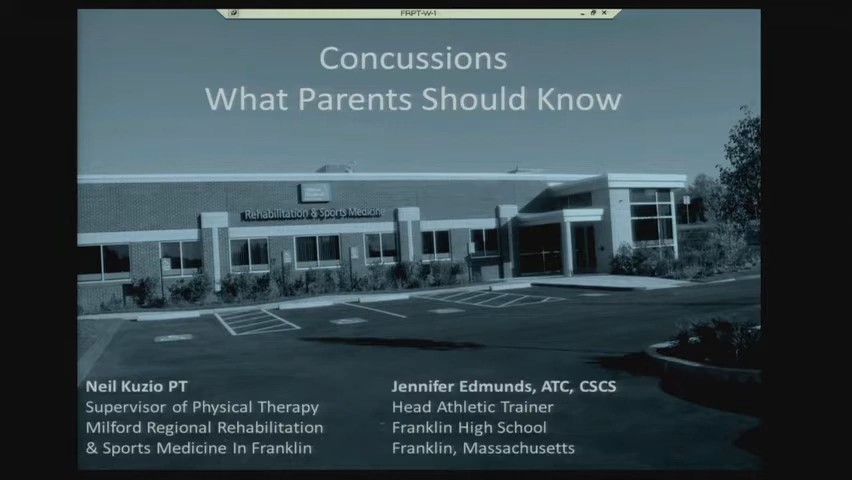 FRPT-W-1
Concussions
What Parents Should Know
Rehabilitation & Sports Medicine
Neil Kuzio PT
Supervisor of Physical Therapy
Milford Regional Rehabilitation
& Sports Medicine In Franklin
Jennifer Edmunds, ATC, CSCS
Head Athletic Trainer
Franklin High School
Franklin, Massachusetts